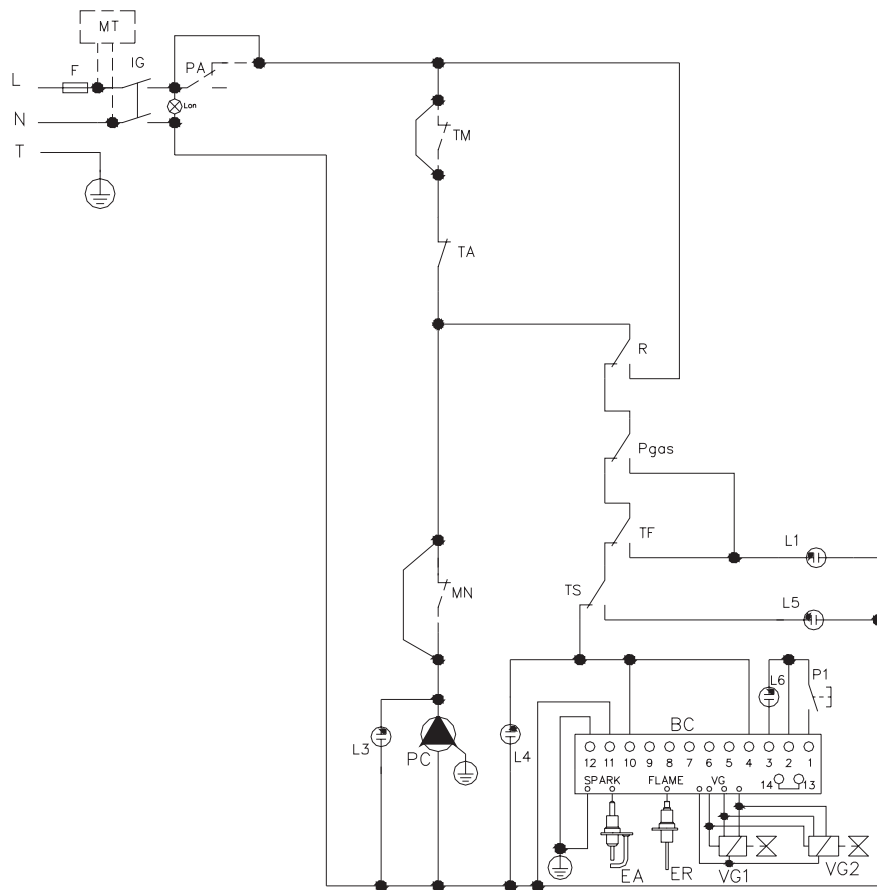 MT
F
IG
PA
L
Lon
N
T
TM
TA
R
Pgas
TF
L1
TS
L5
MN
L6
P1
BC
L3
PC
L4
12 11 10 9 8 7 6 5 4 3 2 1
SPARK FLAME VG 14 13
EA ER VG1 VG2